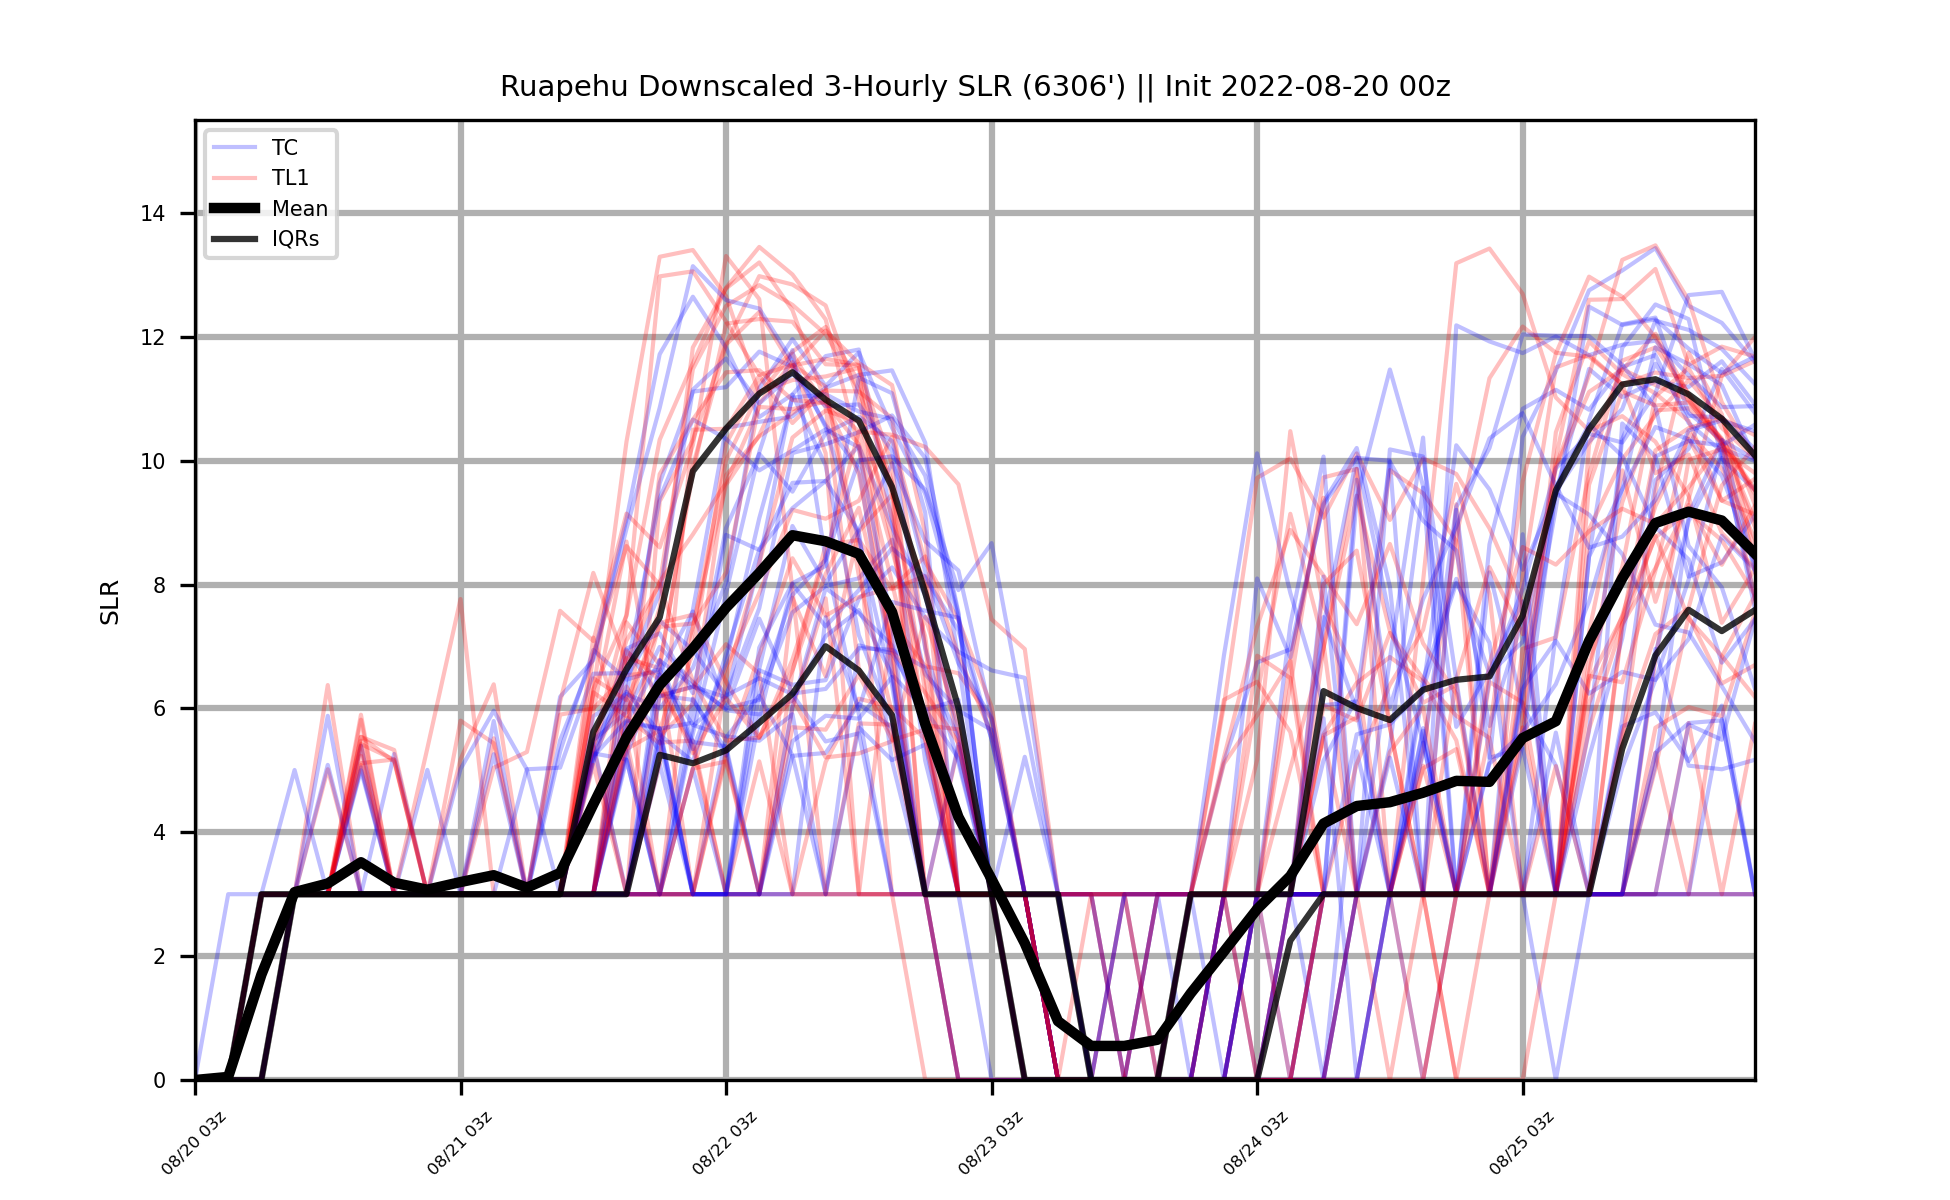 Ruapehu Downscaled 3-Hourly SLR (6306') || Init 2022-08-20 00z
TC
TL1
Mean
IQRs
SLR
14
12
10
8
6
4
2
0
08/20 03z
08/21 03z
08/22 03z
08/23 03z
08/24 03z
08/25 03z